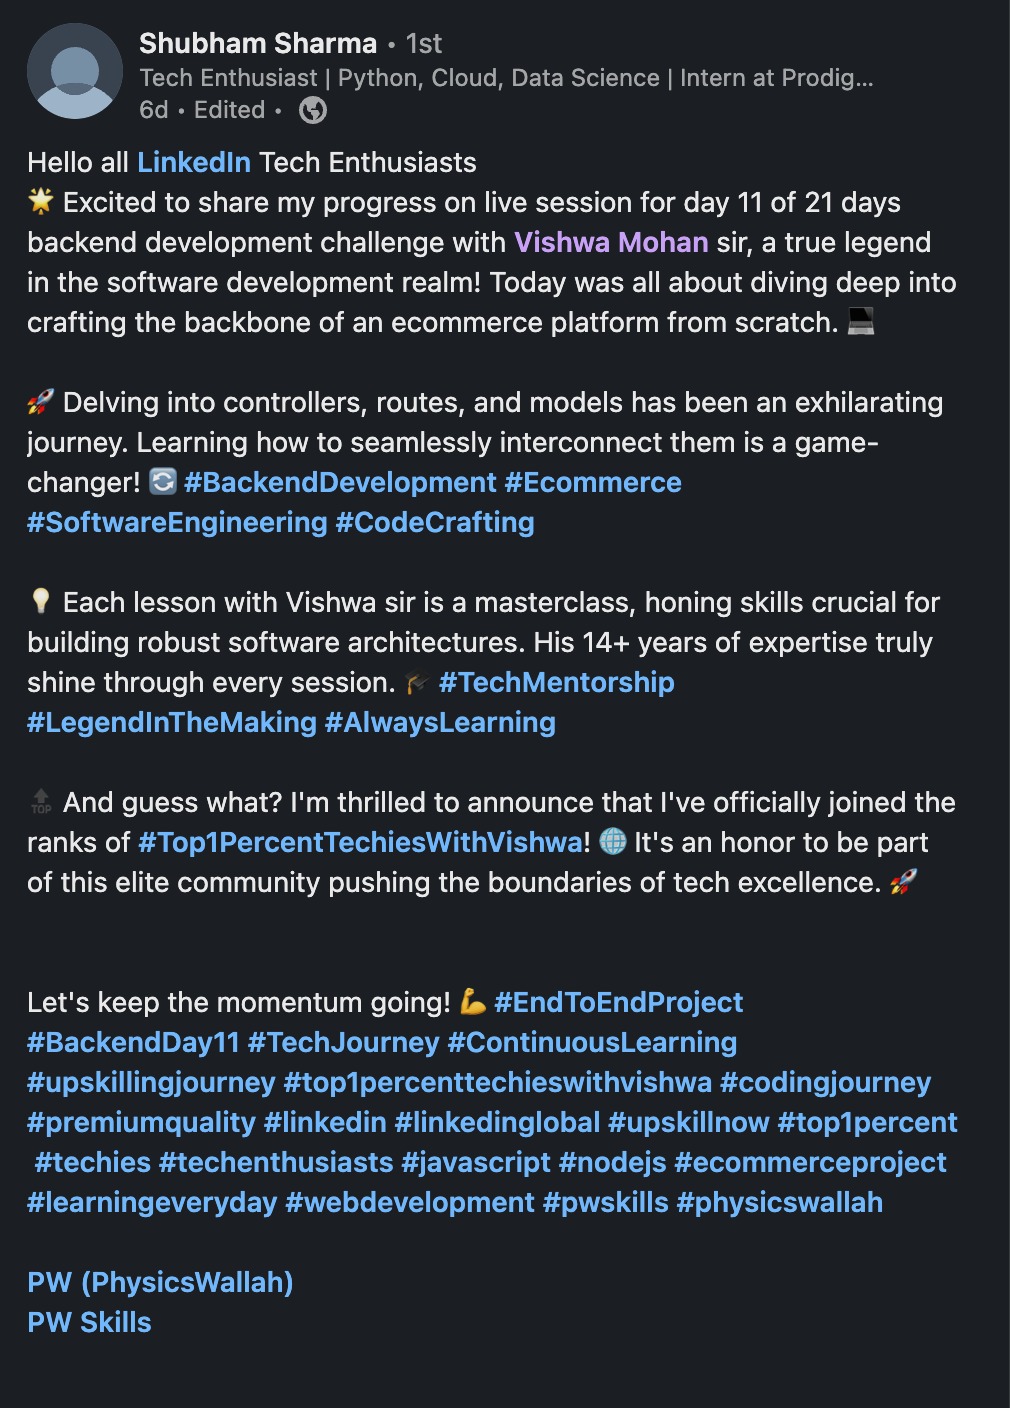 Shubham Sharma • 1st
Tech Enthusiast | Python, Cloud, Data Science | Intern at Prodig...
6d • Edited •
Hello all LinkedIn Tech Enthusiasts
🌟 Excited to share my progress on live session for day 11 of 21 days
backend development challenge with Vishwa Mohan sir, a true legend
in the software development realm! Today was all about diving deep into
crafting the backbone of an ecommerce platform from scratch. 💻
🚀 Delving into controllers, routes, and models has been an exhilarating
journey. Learning how to seamlessly interconnect them is a game-
changer! 🔄 #BackendDevelopment #Ecommerce
#SoftwareEngineering #CodeCrafting
💡 Each lesson with Vishwa sir is a masterclass, honing skills crucial for
building robust software architectures. His 14+ years of expertise truly
shine through every session. 🎓 #TechMentorship
#LegendInTheMaking #AlwaysLearning
🔝 And guess what? I'm thrilled to announce that I've officially joined the
ranks of #Top1PercentTechiesWithVishwa! 🌐 It's an honor to be part
of this elite community pushing the boundaries of tech excellence. 🚀
Let's keep the momentum going! 💪 #EndToEndProject
#BackendDay11 #TechJourney #ContinuousLearning
#upskillingjourney #top1percenttechieswithvishwa #codingjourney
#premiumquality #linkedin #linkedinglobal #upskillnow #top1percent
#techies #techenthusiasts #javascript #nodejs #ecommerceproject
#learningeveryday #webdevelopment #pwskills #physicswallah
PW (PhysicsWallah)
PW Skills